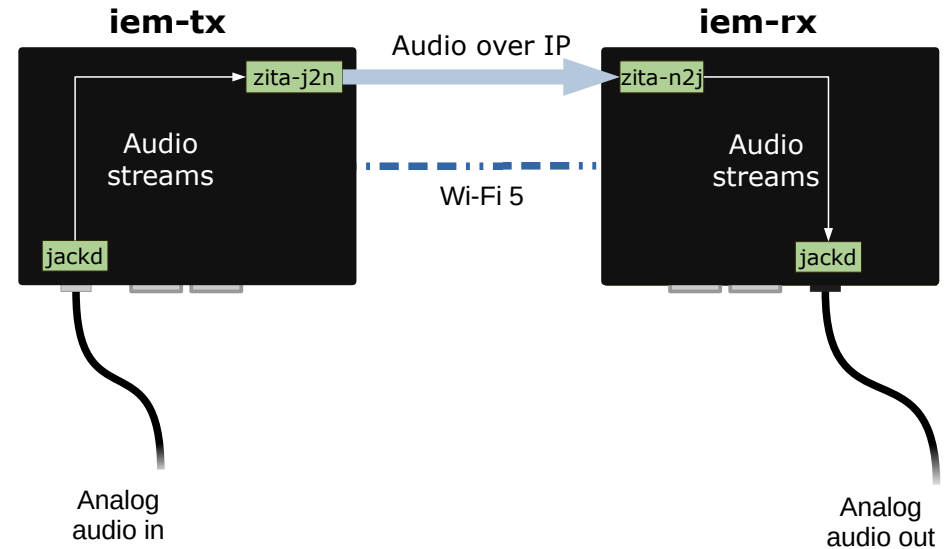 iem-tx
iem-rx
Audio over IP
zita-j2n
zita-n2j
Audio
streams
Audio
streams
Wi-Fi 5
jackd
jackd
Analog
audio in
Analog
audio out